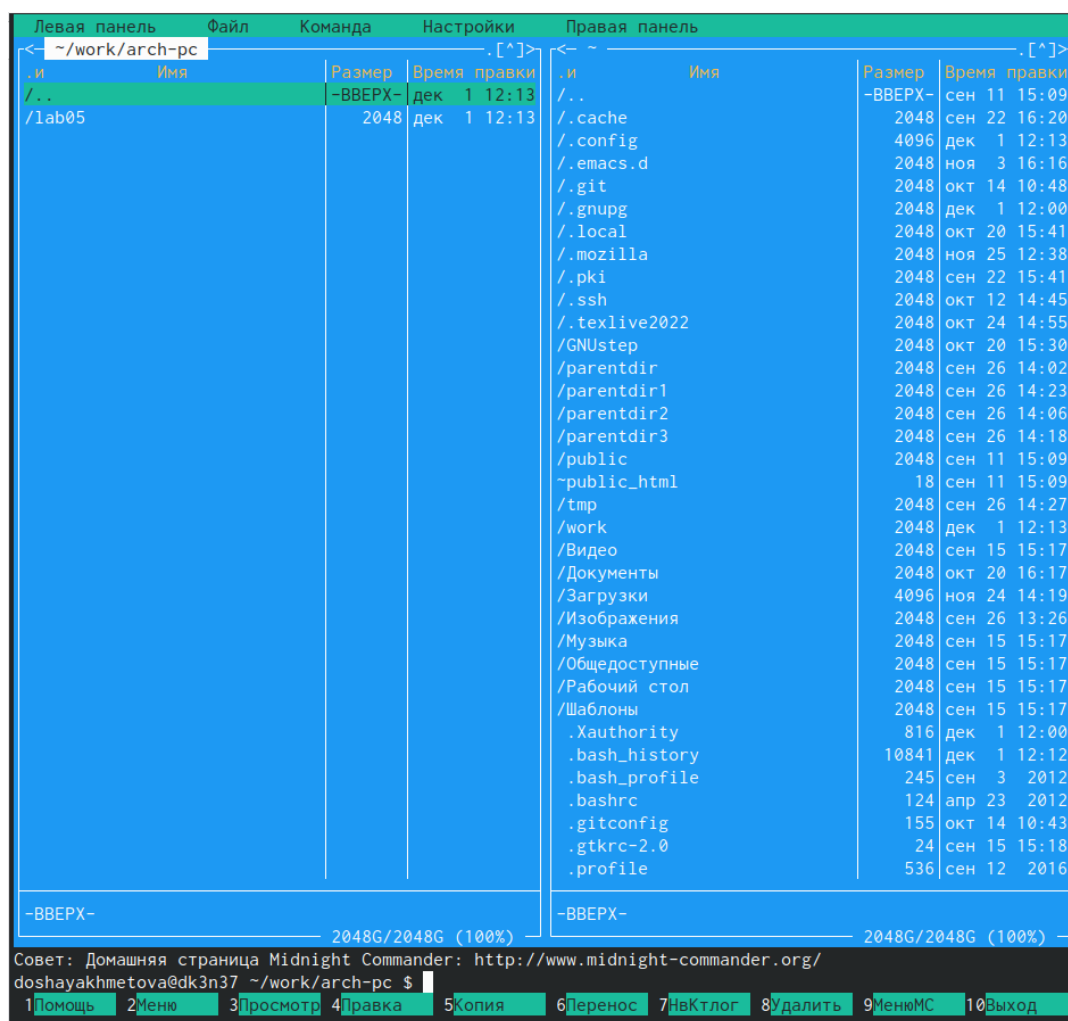 Левая панель Файл Команда Настройки Правая панель
<— ~/work/arch-pc .[^]> <— ~ .[^]>
.и Имя Размер Время правки .и Имя Размер Время правки
/.. -ВВЕРХ- дек 1 12:13 /.. -ВВЕРХ- сен 11 15:09
/lab05 2048 дек 1 12:13 /.cache 2048 сен 22 16:20
/.config 4096 дек 1 12:13
/.emacs.d 2048 ноя 3 16:16
/.git 2048 окт 14 10:48
/.gnupg 2048 дек 1 12:00
/.local 2048 окт 20 15:41
/.mozilla 2048 ноя 25 12:38
/.pki 2048 сен 22 15:41
/.ssh 2048 окт 12 14:45
/.texlive2022 2048 окт 24 14:55
/GNUstep 2048 окт 20 15:30
/parentdir 2048 сен 26 14:02
/parentdir1 2048 сен 26 14:23
/parentdir2 2048 сен 26 14:06
/parentdir3 2048 сен 26 14:18
/public 2048 сен 11 15:09
~public_html 18 сен 11 15:09
/tmp 2048 сен 26 14:27
/work 2048 дек 1 12:13
/Видео 2048 сен 15 15:17
/Документы 2048 окт 20 16:17
/Загрузки 4096 ноя 24 14:19
/Изображения 2048 сен 26 13:26
/Музыка 2048 сен 15 15:17
/Общедоступные 2048 сен 15 15:17
/Рабочий стол 2048 сен 15 15:17
/Шаблоны 2048 сен 15 15:17
.Xauthority 816 дек 1 12:00
.bash_history 10841 дек 1 12:12
.bash_profile 245 сен 3 2012
.bashrc 124 апр 23 2012
.gitconfig 155 окт 14 10:43
.gtkrc-2.0 24 сен 15 15:18
.profile 536 сен 12 2016
-ВВЕРХ- -ВВЕРХ-
2048G/2048G (100%) 2048G/2048G (100%)
Совет: Домашняя страница Midnight Commander: http://www.midnight-commander.org/
doshayakhmetova@dk3n37 ~/work/arch-pc $
1Помощь 2Меню 3Просмотр 4Правка 5Копия 6Перенос 7НвКтлог 8Удалить 9МенюMC 10Выход